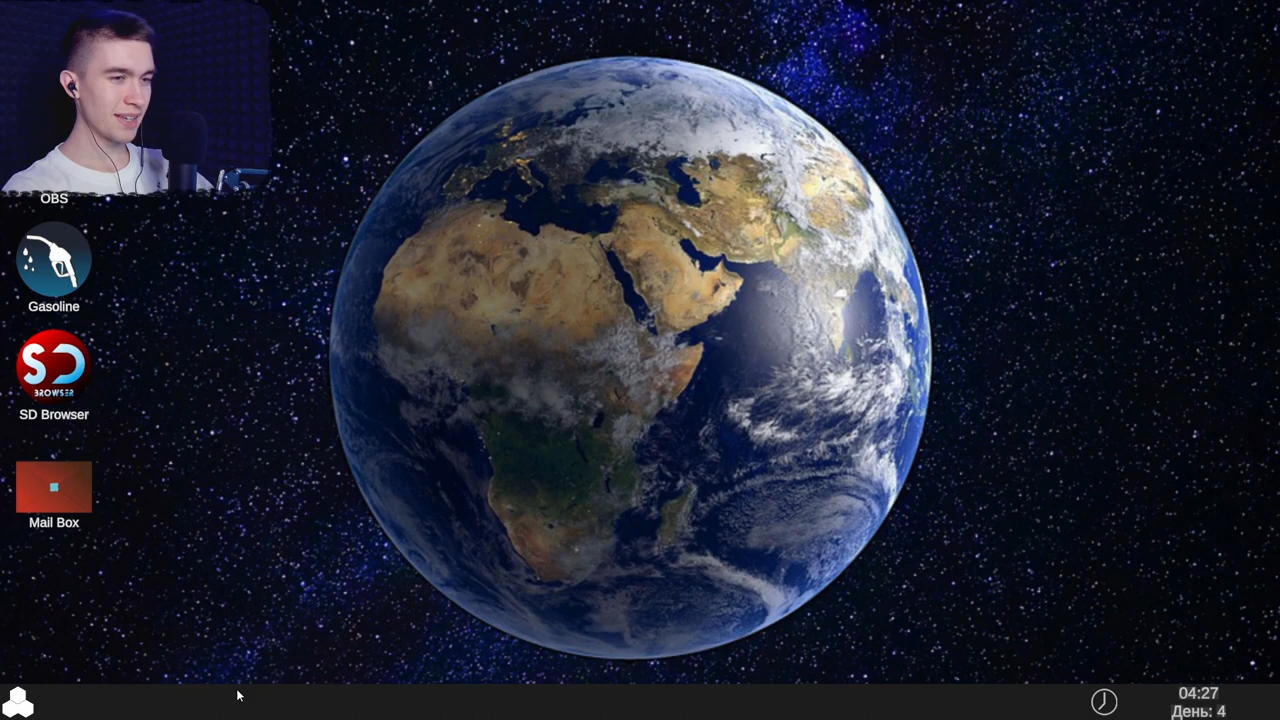 OBS
Gasoline
SD
BROWSER
SD Browser
Mail Box
04:27
День: 4